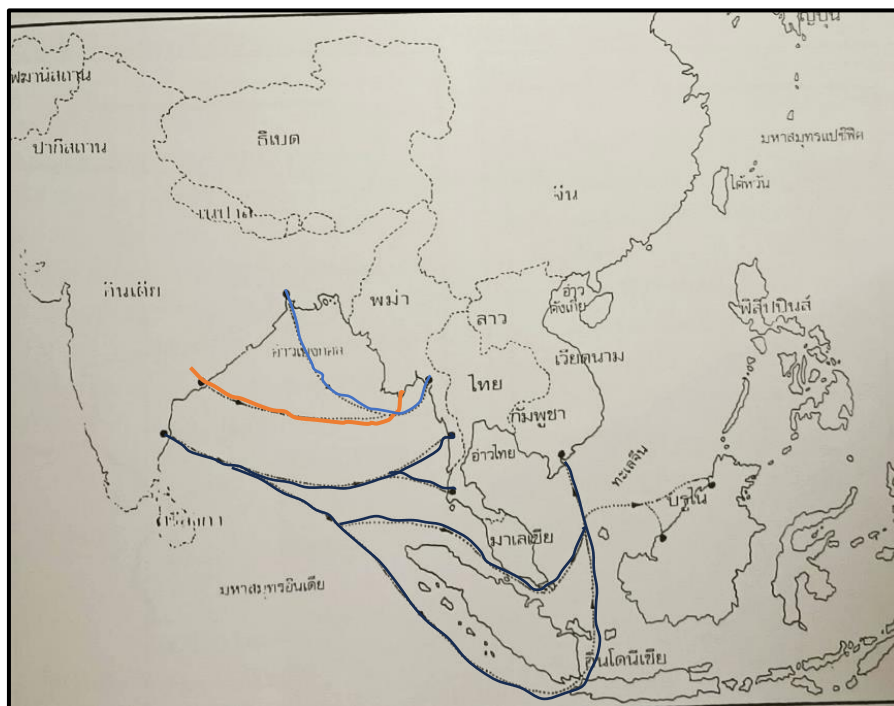 ญี่ปุ่น
ปากีสถาน
ธิเบต
มหาสมุทรแปซิฟิค
ไต้หวัน
จีน
เนปาล
อินเดีย
พม่า
ลาว
อ่าว
ตังเกี๋ย
ฟิลิปปินส์
อ่าวเบงกอล
เวียดนาม
ไทย
กัมพูชา
อ่าวไทย
ทะเลจีน
บรูไน
ศรีลังกา
มาเลเซีย
มหาสมุทรอินเดีย
อินโดนีเซีย